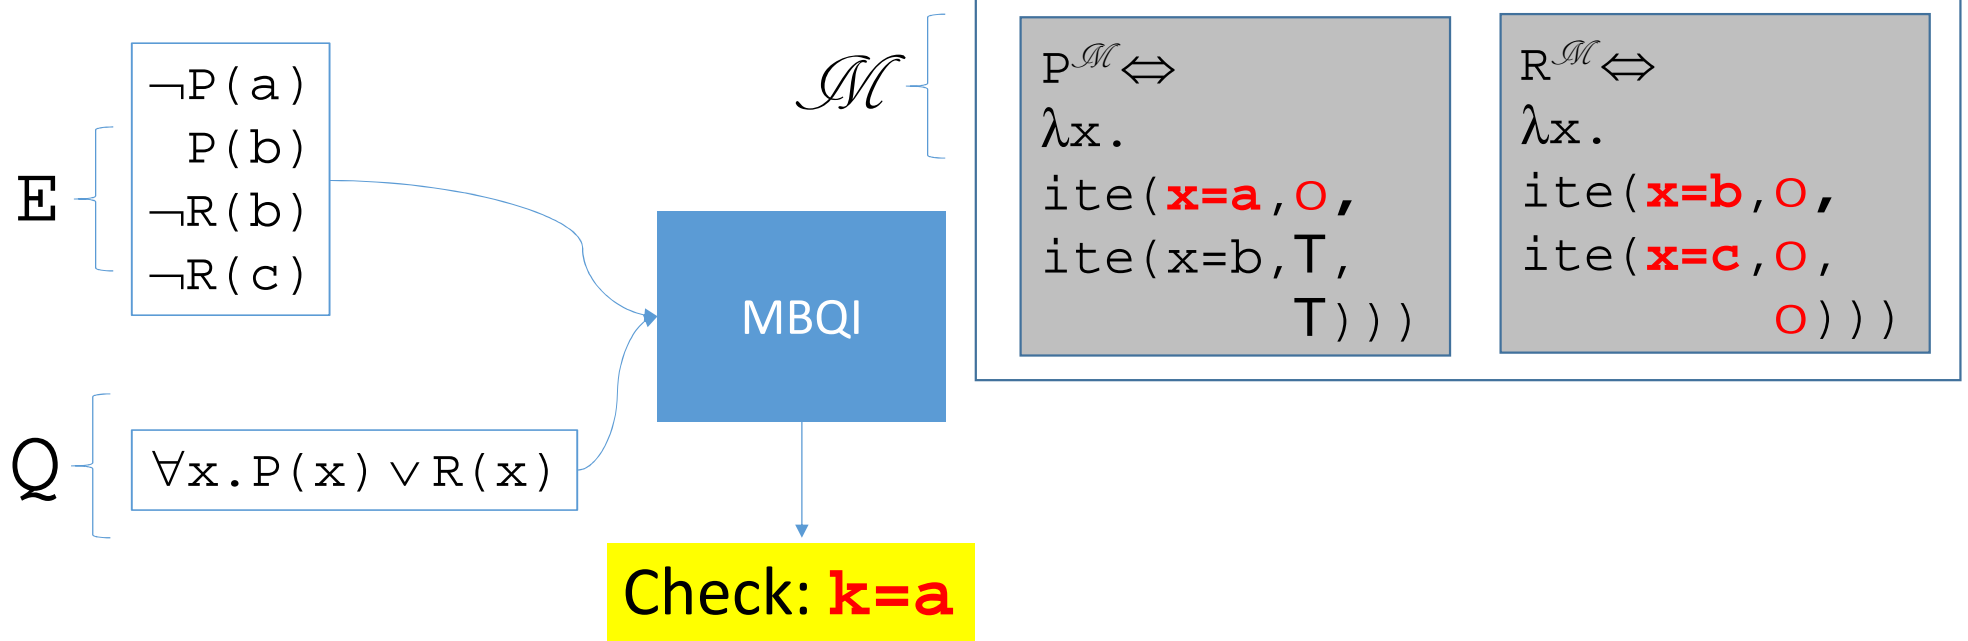 E
¬P(a)
P(b)
¬R(b)
¬R(c)
Q
∀x.P(x)∨R(x)
MBQI
Check: k=a
ℳ
P^ℳ⇔
λx.
ite(x=a,O,
ite(x=b,T,
T)))
R^ℳ⇔
λx.
ite(x=b,O,
ite(x=c,O,
O)))